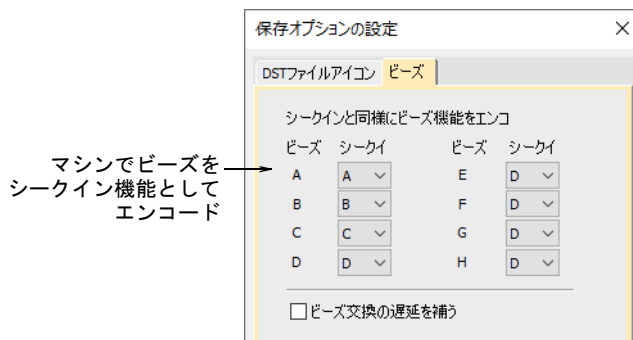 保存オプションの設定
DSTファイルアイコン ビーズ
シークインと同様にビーズ機能をエンコ
ビーズ シークイ ビーズ シークイ
A A E D
B B F D
C C G D
D D H D
ビーズ交換の遅延を補う
マシンでビーズを
シークイン機能として
エンコード